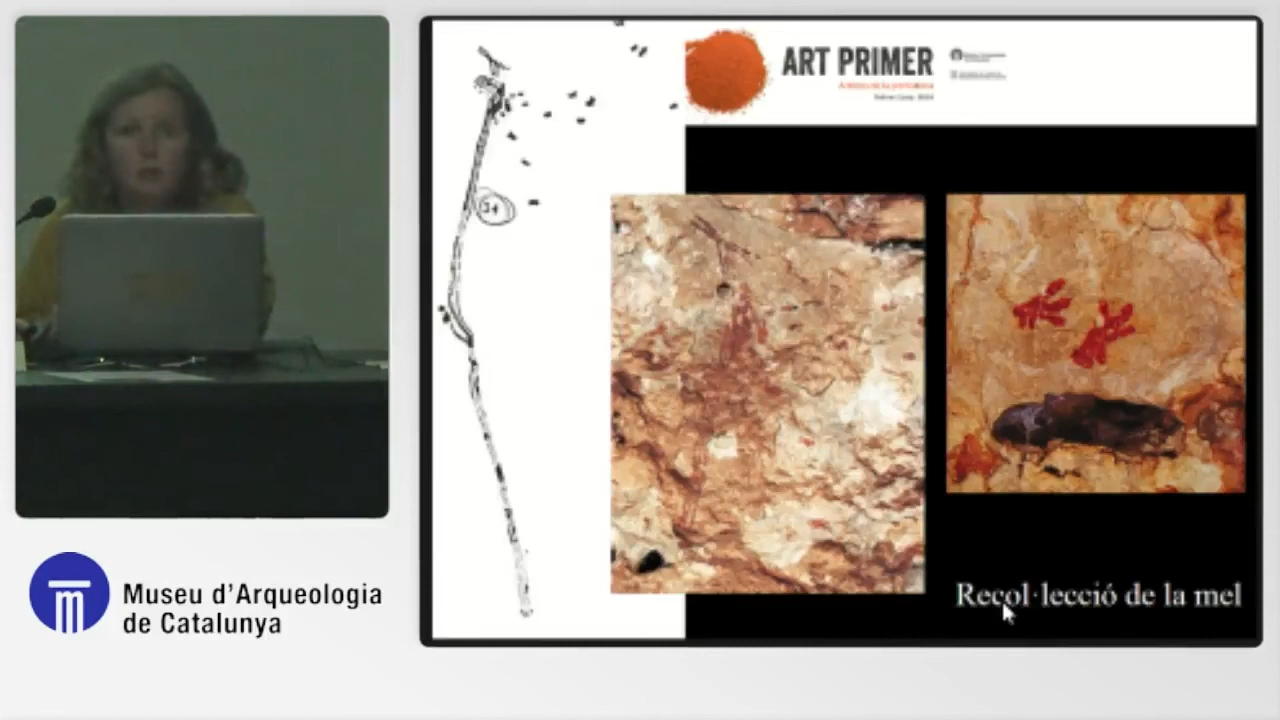 ART PRIMER
34
Recol·lecció de la mel
Museu d'Arqueologia
de Catalunya